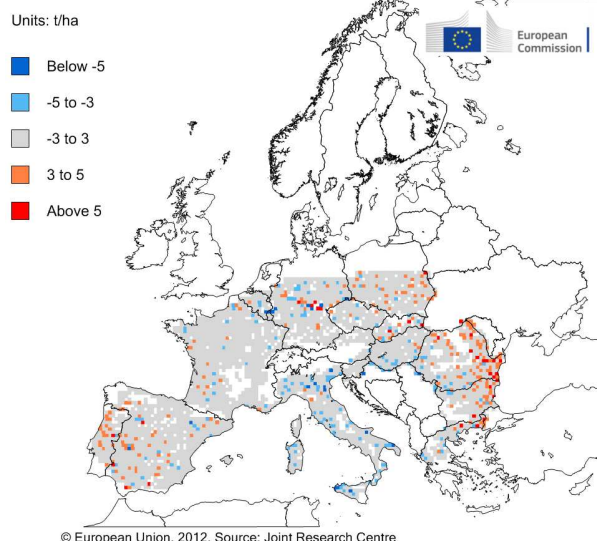 Units: t/ha
European
Commission
Below -5
-5 to -3
-3 to 3
3 to 5
Above 5
© European Union, 2012. Source: Joint Research Centre